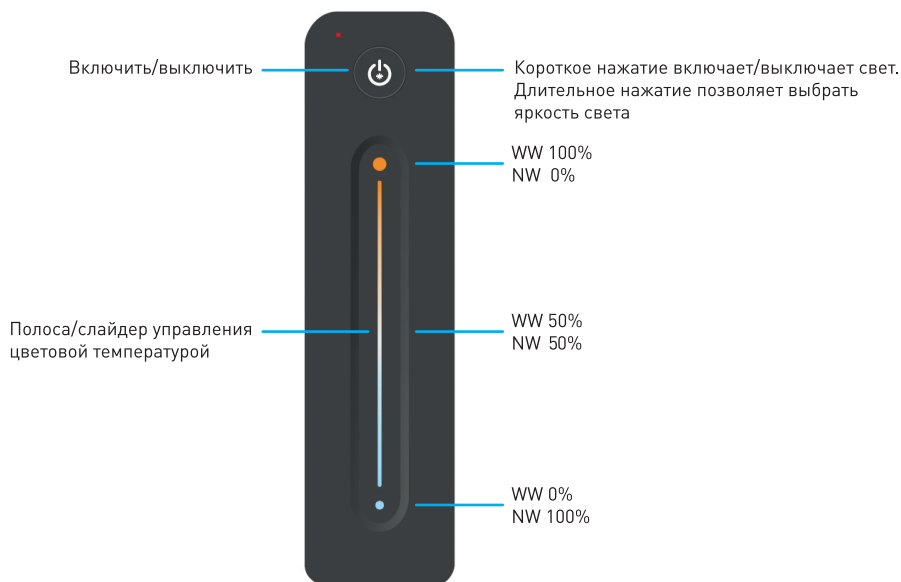 Включить/выключить
Короткое нажатие включает/выключает свет.
Длительное нажатие позволяет выбрать
яркость света
WW 100%
NW 0%
Полоса/слайдер управления
цветовой температурой
WW 50%
NW 50%
WW 0%
NW 100%